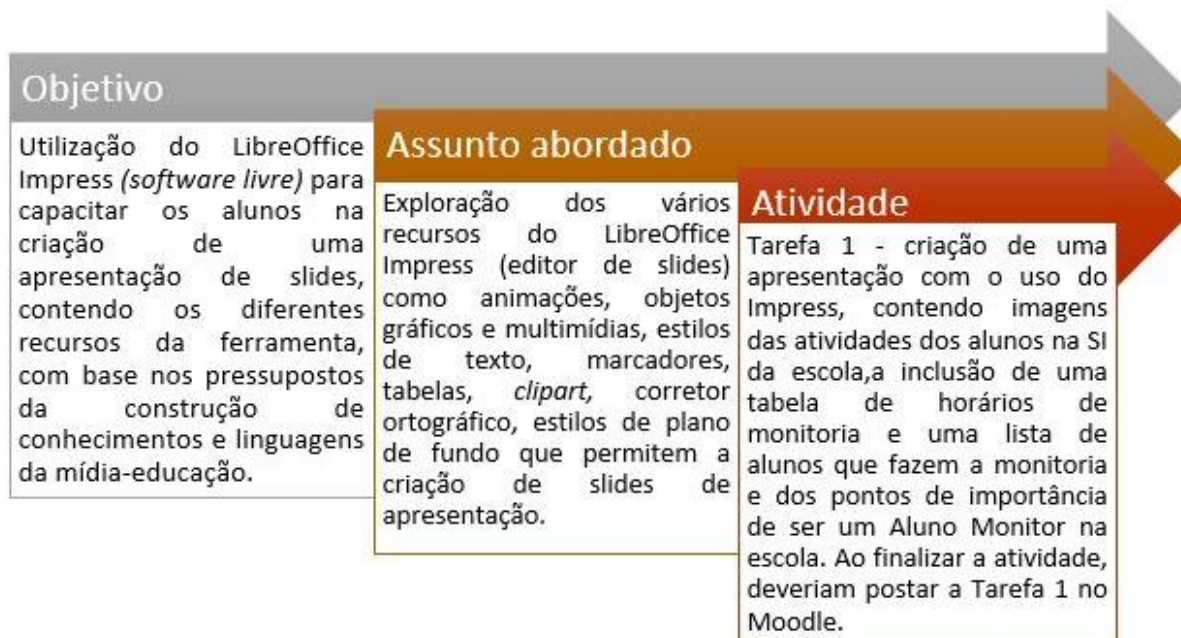 Objetivo
Utilização do LibreOffice
Impress (software livre) para
capacitar os alunos na
criação de uma
apresentação de slides,
contendo os diferentes
recursos da ferramenta,
com base nos pressupostos
da construção de
conhecimentos e linguagens
da mídia-educação.
Assunto abordado
Exploração dos vários
recursos do LibreOffice
Impress (editor de slides)
como animações, objetos
gráficos e multimídias, estilos
de texto, marcadores,
tabelas, clipart, corretor
ortográfico, estilos de plano
de fundo que permitem a
criação de slides de
apresentação.
Atividade
Tarefa 1 - criação de uma
apresentação com o uso do
Impress, contendo imagens
das atividades dos alunos na SI
da escola,a inclusão de uma
tabela de horários de
monitoria e uma lista de
alunos que fazem a monitoria
e dos pontos de importância
de ser um Aluno Monitor na
escola. Ao finalizar a atividade,
deveriam postar a Tarefa 1 no
Moodle.